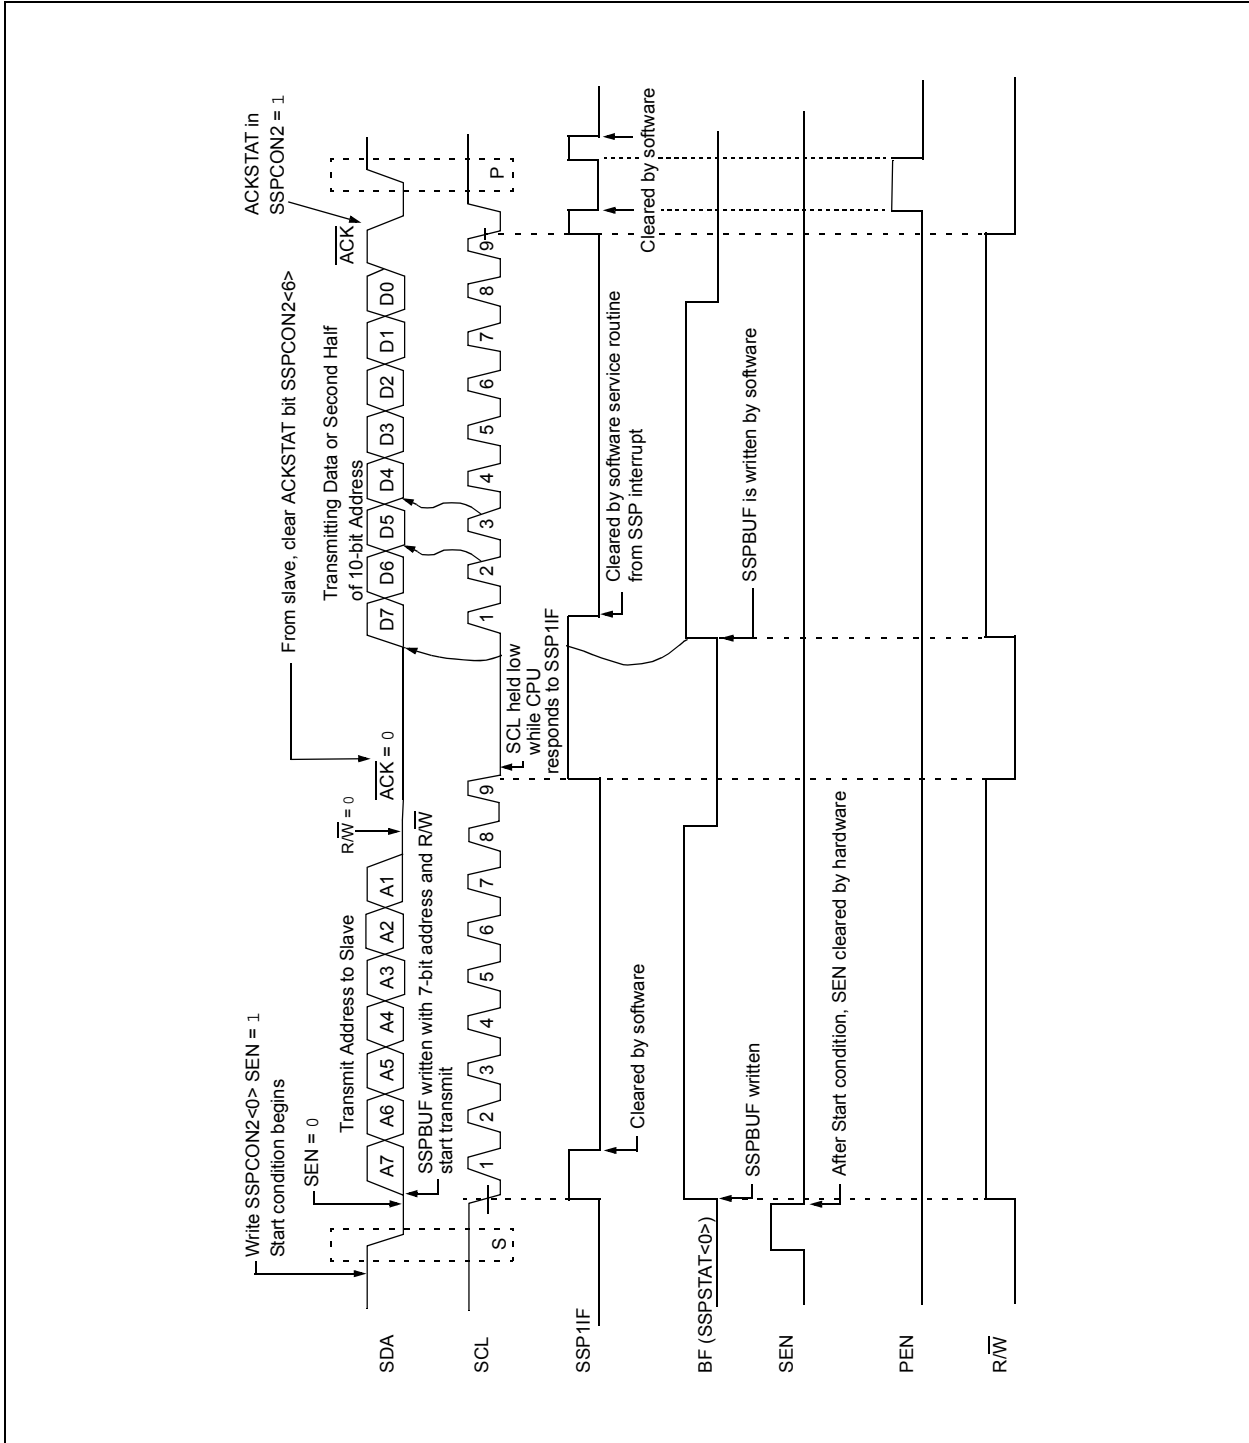 Write SSPCON2<0> SEN = 1
Start condition begins
From slave, clear ACKSTAT bit SSPCON2<6>
ACKSTAT in
SSPCON2 = 1
SEN = 0
Transmit Address to Slave
R/W = 0
ACK = 0
Transmitting Data or Second Half
of 10-bit Address
ACK
SDA
A7 A6 A5 A4 A3 A2 A1
D7 D6 D5 D4 D3 D2 D1 D0
SSPBUF written with 7-bit address and R/W
start transmit
SCL
S
1 2 3 4 5 6 7 8 9
1 2 3 4 5 6 7 8 9
P
SCL held low
while CPU
responds to SSP1IF
SSP1IF
Cleared by software
Cleared by software service routine
from SSP interrupt
Cleared by software
Cleared by software
BF (SSPSTAT<0>)
SSPBUF written
SSPBUF is written by software
SEN
After Start condition, SEN cleared by hardware
PEN
R/W